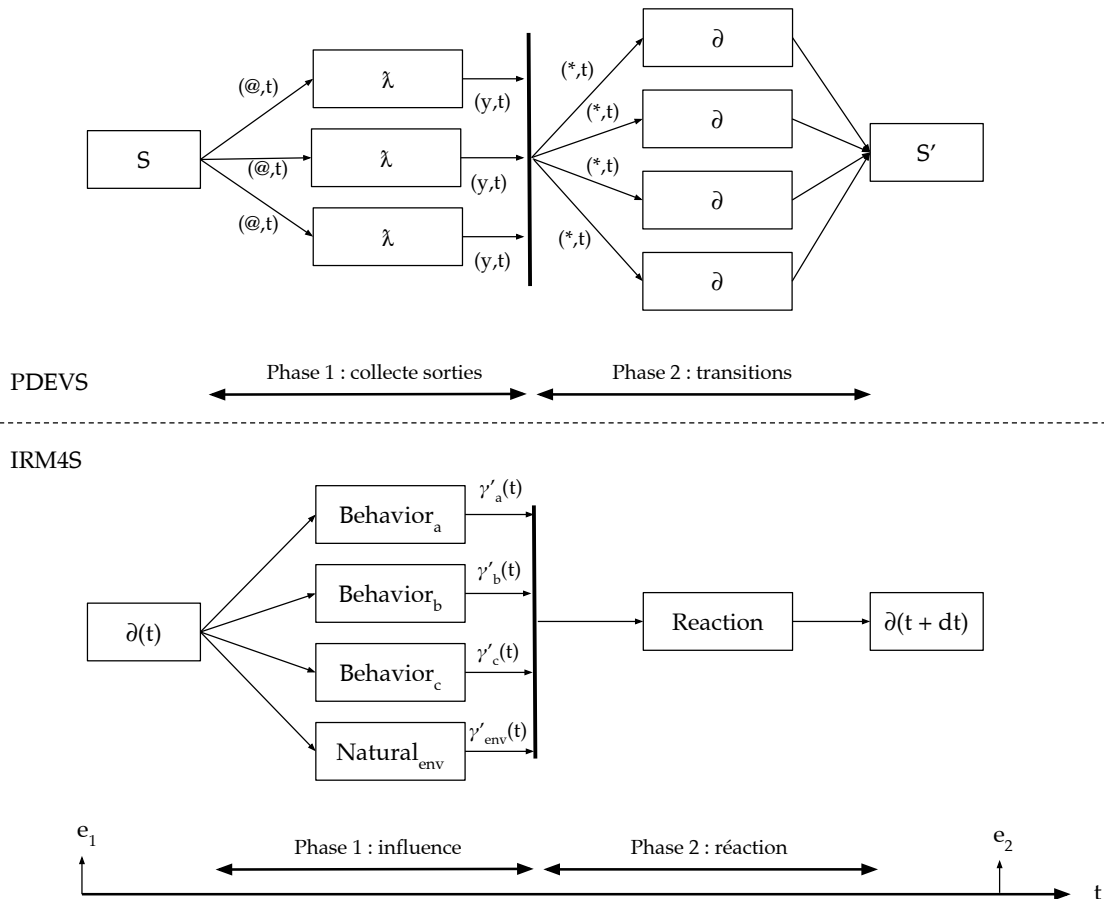 ∂
(@,t)
λ̃
(y,t)
(*,t)
∂
(*,t)
S
(@,t)
λ̃
(y,t)
S′
(*,t)
∂
(@,t)
λ̃
(y,t)
(*,t)
∂
PDEVS
Phase 1 : collecte sorties
Phase 2 : transitions
IRM4S
Behavior_a
γ′_a(t)
Behavior_b
γ′_b(t)
∂(t)
Reaction
∂(t + dt)
Behavior_c
γ′_c(t)
Natural_env
γ′_env(t)
e_1
Phase 1 : influence
Phase 2 : réaction
e_2
t